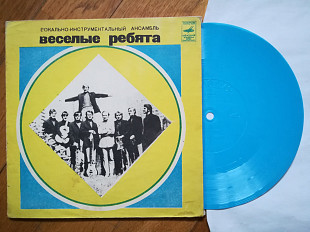 ВОКАЛЬНО-ИНСТРУМЕНТАЛЬНЫЙ АНСАМБЛЬ
ВЕСЕЛЫЕ РЕБЯТА